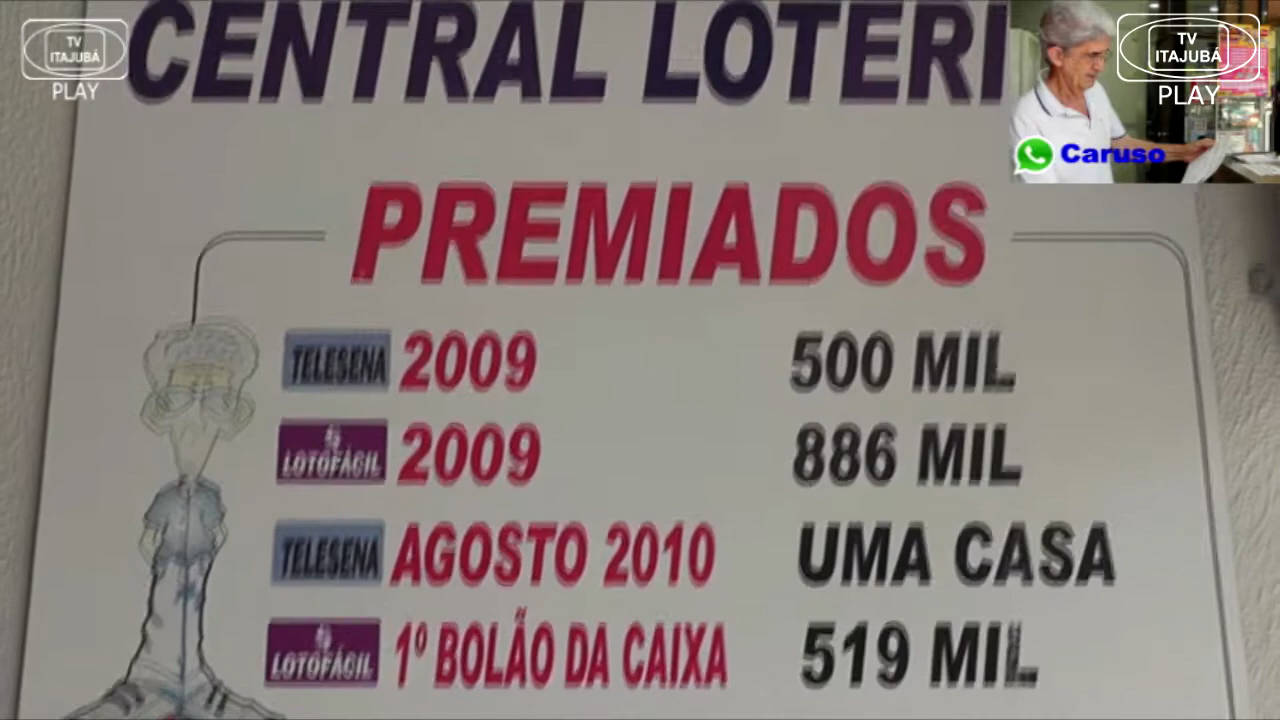 TV
ITAJUBÁ
PLAY
CENTRAL LOTERI
TV
ITAJUBÁ
PLAY
Caruso
PREMIADOS
TELESENA 2009 500 MIL
LOTOFÁCIL 2009 886 MIL
TELESENA AGOSTO 2010 UMA CASA
LOTOFÁCIL 1º BOLÃO DA CAIXA 519 MIL